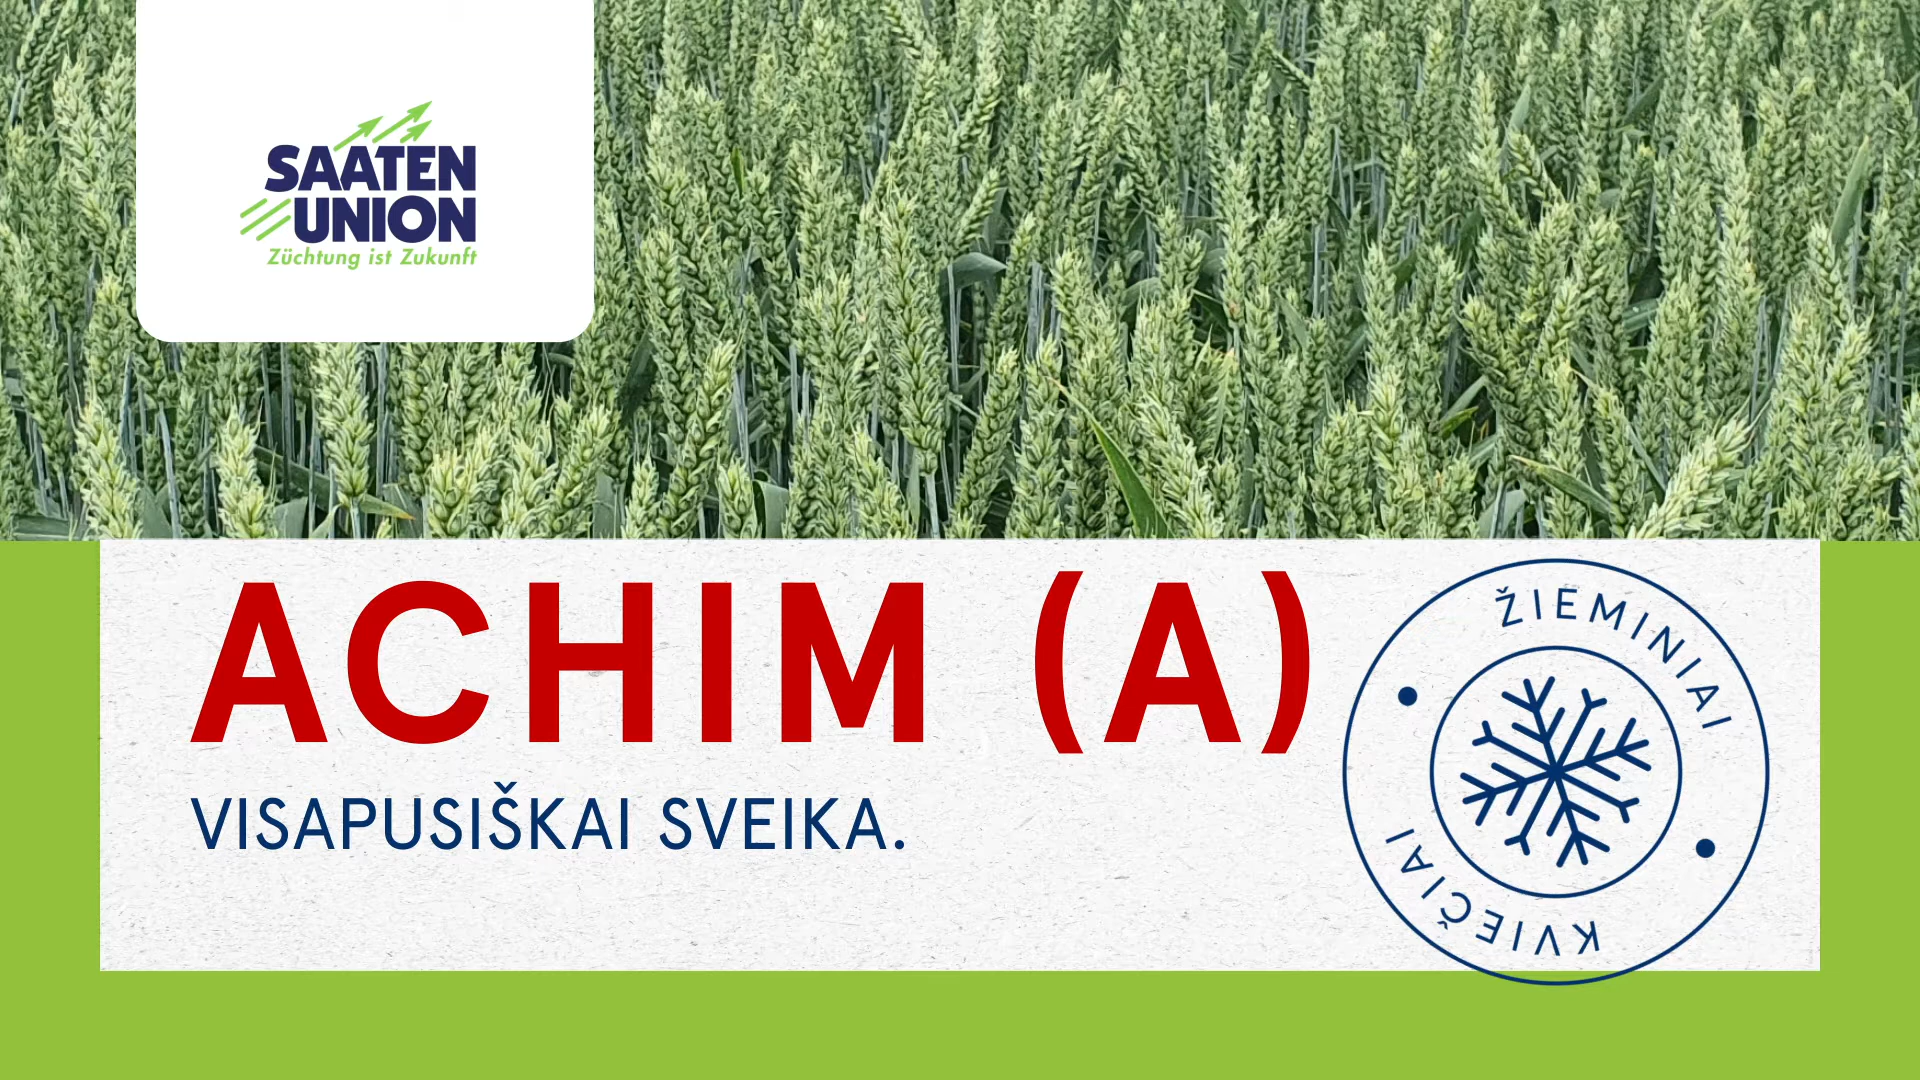 SAATEN
UNION
Züchtung ist Zukunft
ACHIM (A)
VISAPUSIŠKAI SVEIKA.
ŽIEMINIAI
KVIEČIAI